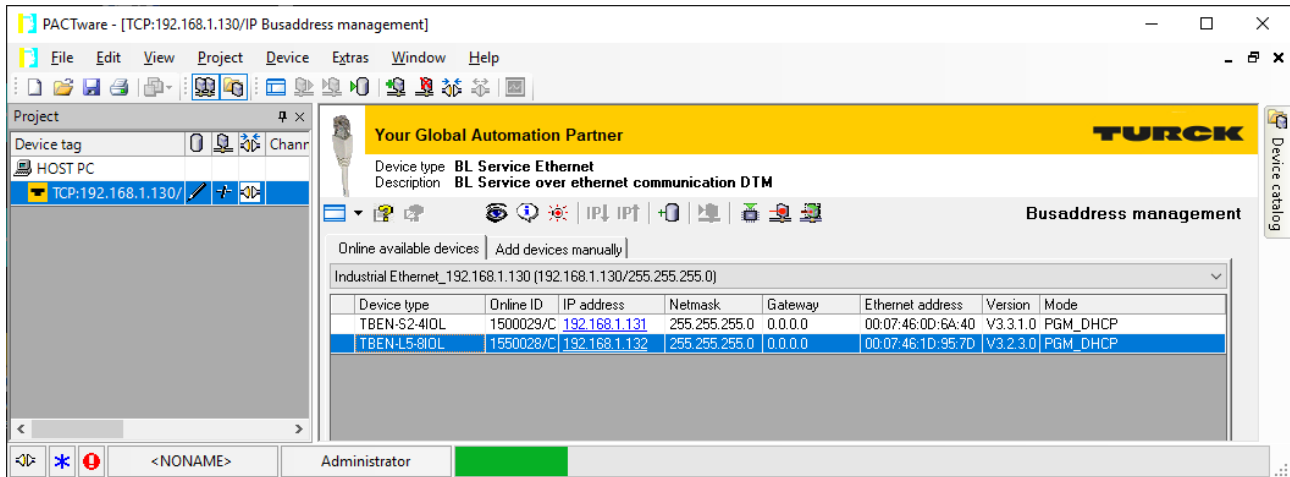 PACTware - [TCP:192.168.1.130/IP Busaddress management]
File Edit View Project Device Extras Window Help
Project
Device tag Chanr
HOST PC
TCP:192.168.1.130/
Your Global Automation Partner
TURCK
Device type BL Service Ethernet
Description BL Service over ethernet communication DTM
IP IP Busaddress management
Online available devices Add devices manually
Industrial Ethernet_192.168.1.130 (192.168.1.130/255.255.255.0)
Device type Online ID IP address Netmask Gateway Ethernet address Version Mode
TBEN-S2-4IOL 1500029/C 192.168.1.131 255.255.255.0 0.0.0.0 00:07:46:0D:6A:40 V3.3.1.0 PGM_DHCP
TBEN-L5-8IOL 1550028/C 192.168.1.132 255.255.255.0 0.0.0.0 00:07:46:1D:95:7D V3.2.3.0 PGM_DHCP
Device catalog
<NONAME> Administrator